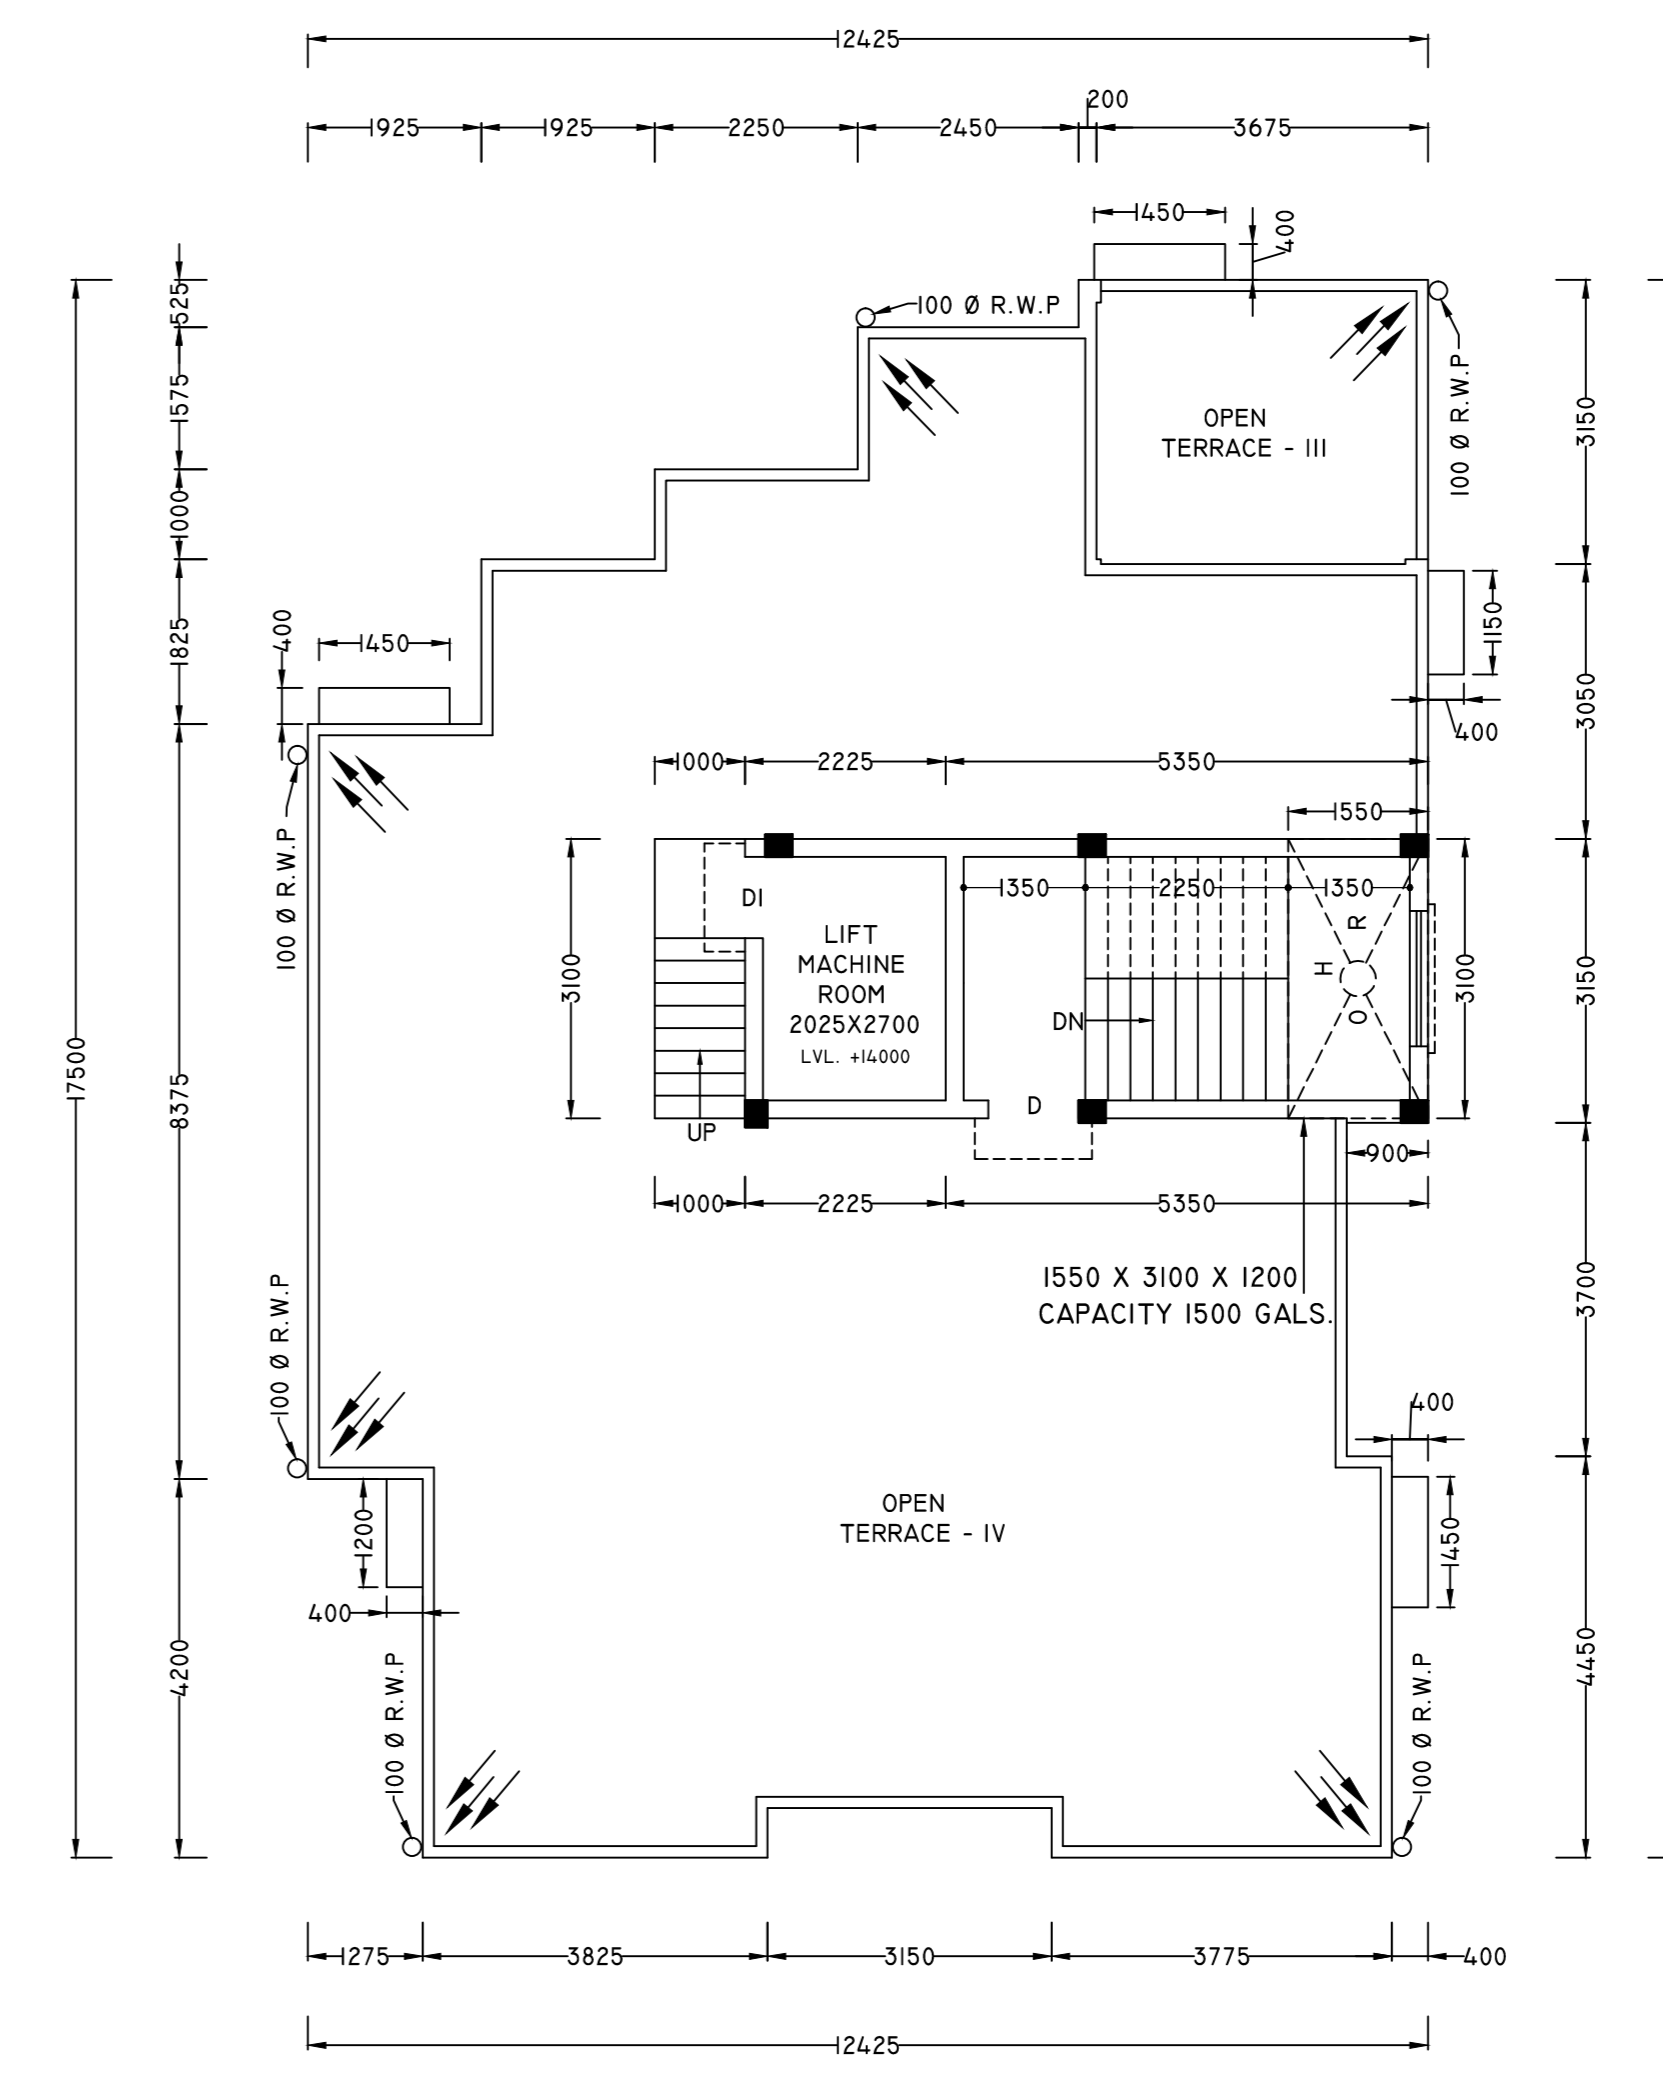 12425
200
1925
1925
2250
2450
3675
1450
400
525
100 Ø R.W.P
100 Ø R.W.P
1575
OPEN
TERRACE - III
3150
1000
1825
400
1450
1150
3050
400
1000
2225
5350
1550
100 Ø R.W.P
DI
1350
2250
1350
LIFT
MACHINE
ROOM
2025X2700
LVL. +14000
O H R
3100
3100
3150
DN
17500
8375
D
UP
900
1000
2225
5350
1550 X 3100 X 1200
CAPACITY 1500 GALS.
3700
100 Ø R.W.P
400
OPEN
TERRACE - IV
1200
1450
400
4200
4450
100 Ø R.W.P
100 Ø R.W.P
1275
3825
3150
3775
400
12425